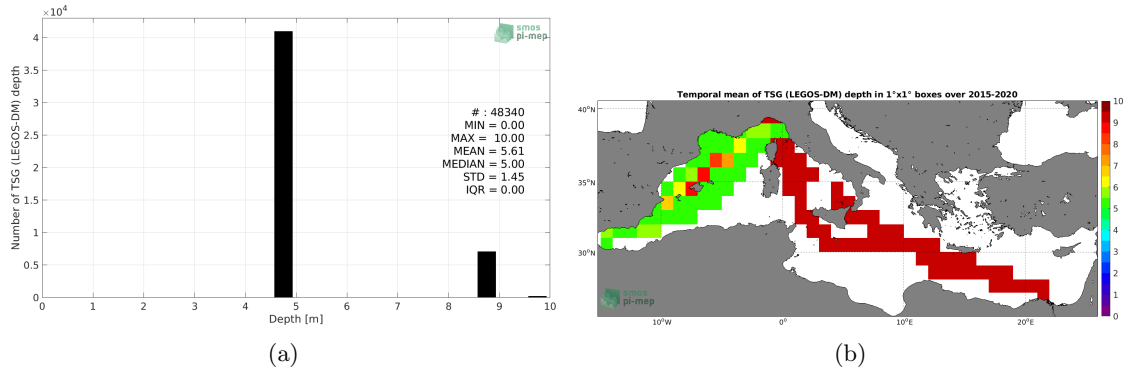 ×10⁴
4
3.5
3
2.5
2
1.5
1
0.5
0
Number of TSG (LEGOS-DM) depth
smos
pi-mep
# : 48340
MIN = 0.00
MAX = 10.00
MEAN = 5.61
MEDIAN = 5.00
STD = 1.45
IQR = 0.00
0 1 2 3 4 5 6 7 8 9 10
Depth [m]
(a)
Temporal mean of TSG (LEGOS-DM) depth in 1°x1° boxes over 2015-2020
40°N
35°N
30°N
smos
pi-mep
10°W 0° 10°E 20°E
10
9
8
7
6
5
4
3
2
1
0
(b)